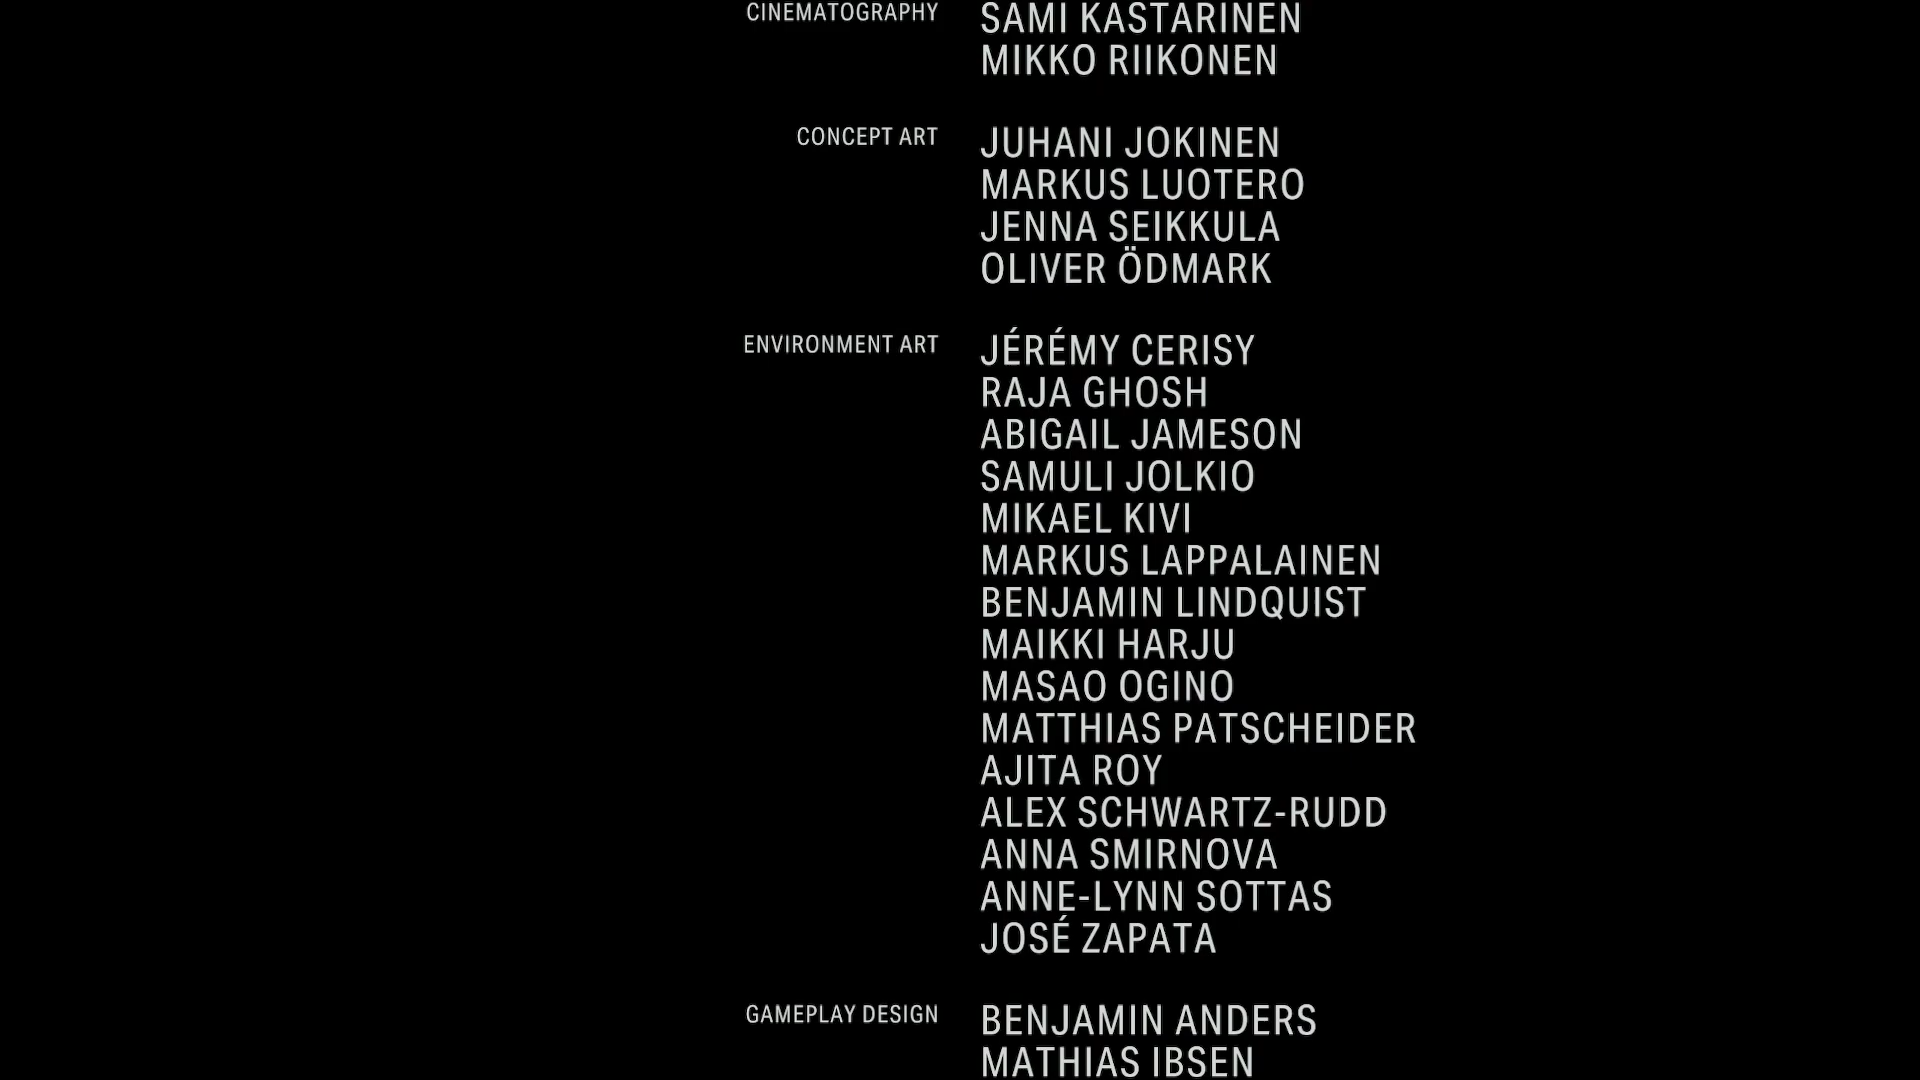 CINEMATOGRAPHY SAMI KASTARINEN
MIKKO RIIKONEN
CONCEPT ART JUHANI JOKINEN
MARKUS LUOTERO
JENNA SEIKKULA
OLIVER ÖDMARK
ENVIRONMENT ART JÉRÉMY CERISY
RAJA GHOSH
ABIGAIL JAMESON
SAMULI JOLKIO
MIKAEL KIVI
MARKUS LAPPALAINEN
BENJAMIN LINDQUIST
MAIKKI HARJU
MASAO OGINO
MATTHIAS PATSCHEIDER
AJITA ROY
ALEX SCHWARTZ-RUDD
ANNA SMIRNOVA
ANNE-LYNN SOTTAS
JOSÉ ZAPATA
GAMEPLAY DESIGN BENJAMIN ANDERS
MATHIAS IBSEN